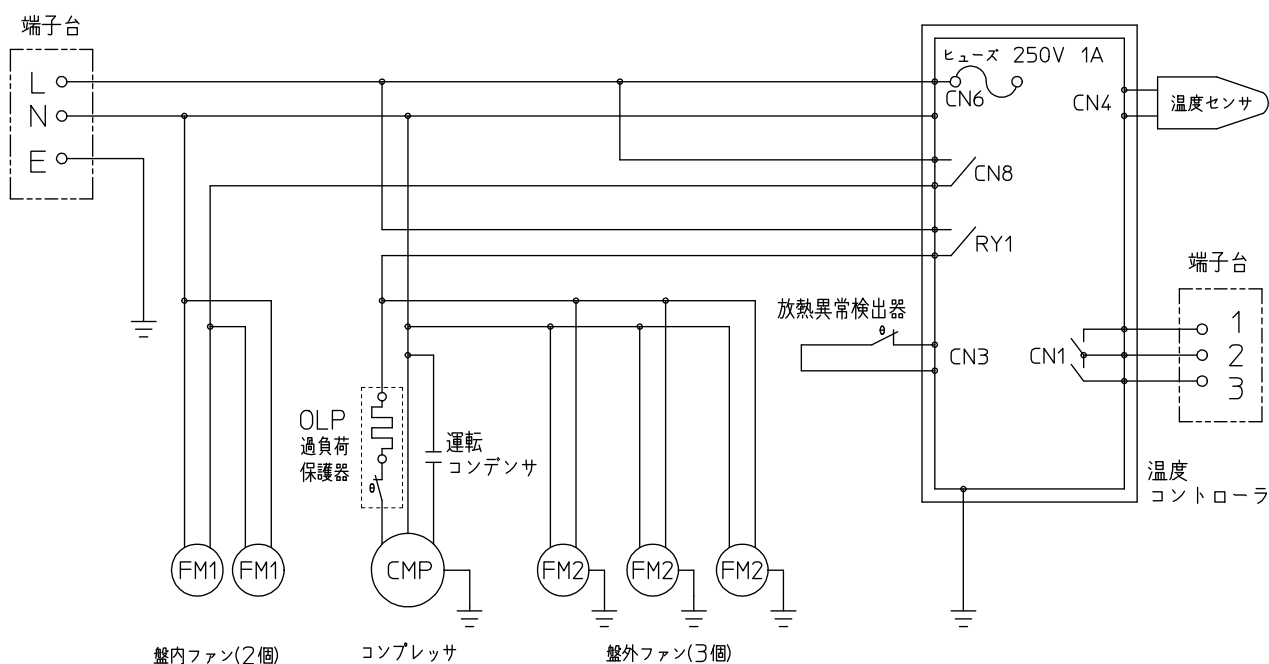 端子台
L
N
E
ヒューズ 250V 1A
CN6
CN4
温度センサ
CN8
RY1
端子台
1
2
3
放熱異常検出器
θ
CN3
CN1
OLP
過負荷
保護器
θ
運転
コンデンサ
温度
コントローラ
FM1
FM1
CMP
FM2
FM2
FM2
盤内ファン(2個)
コンプレッサ
盤外ファン(3個)